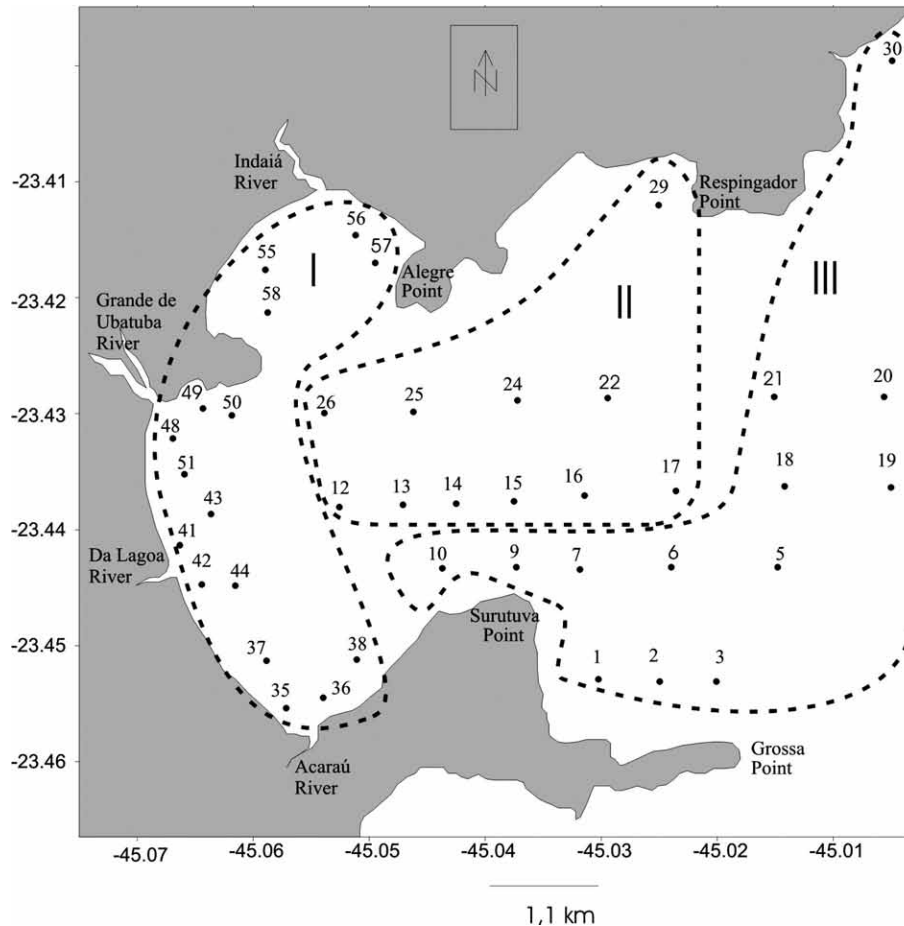 30
N
-23.41
Indaiá
River
56
57
55
I
58
29
Respingador
Point
III
II
Alegre
Point
-23.42
Grande de
Ubatuba
River
-23.43
49
50
48
51
26
25
24
22
21
20
12
13
14
15
16
17
18
19
-23.44
43
41
42
44
Da Lagoa
River
10
9
7
6
5
Surutuva
Point
-23.45
37
38
35
36
1
2
3
-23.46
Acaraú
River
Grossa
Point
-45.07
-45.06
-45.05
-45.04
-45.03
-45.02
-45.01
1,1 km